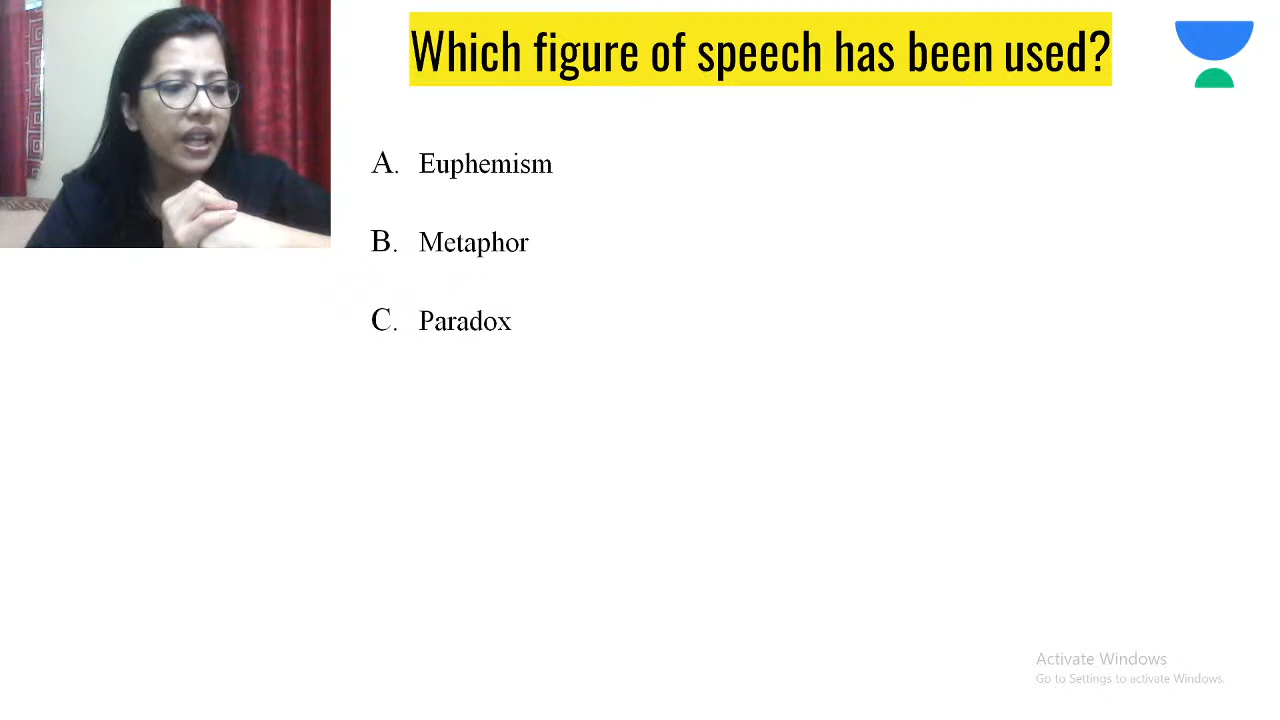 Which figure of speech has been used?
A. Euphemism
B. Metaphor
C. Paradox
Activate Windows
Go to Settings to activate Windows.